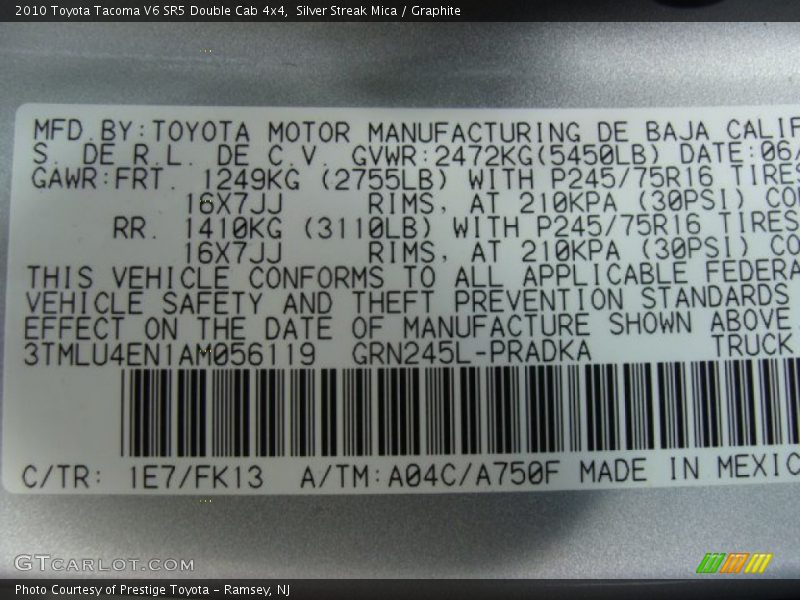 2010 Toyota Tacoma V6 SR5 Double Cab 4x4, Silver Streak Mica / Graphite
MFD.BY:TOYOTA MOTOR MANUFACTURING DE BAJA CALIF
S. DE R.L. DE C.V. GVWR:2472KG(5450LB) DATE:06/
GAWR:FRT. 1249KG (2755LB) WITH P245/75R16 TIRES
16X7JJ RIMS, AT 210KPA (30PSI) CO
RR. 1410KG (3110LB) WITH P245/75R16 TIRES
16X7JJ RIMS, AT 210KPA (30PSI) CO
THIS VEHICLE CONFORMS TO ALL APPLICABLE FEDERA
VEHICLE SAFETY AND THEFT PREVENTION STANDARDS
EFFECT ON THE DATE OF MANUFACTURE SHOWN ABOVE
3TMLU4EN1AM056119 GRN245L-PRADKA TRUCK
C/TR: 1E7/FK13 A/TM:A04C/A750F MADE IN MEXIC
GTCARLOT.COM
Photo Courtesy of Prestige Toyota - Ramsey, NJ